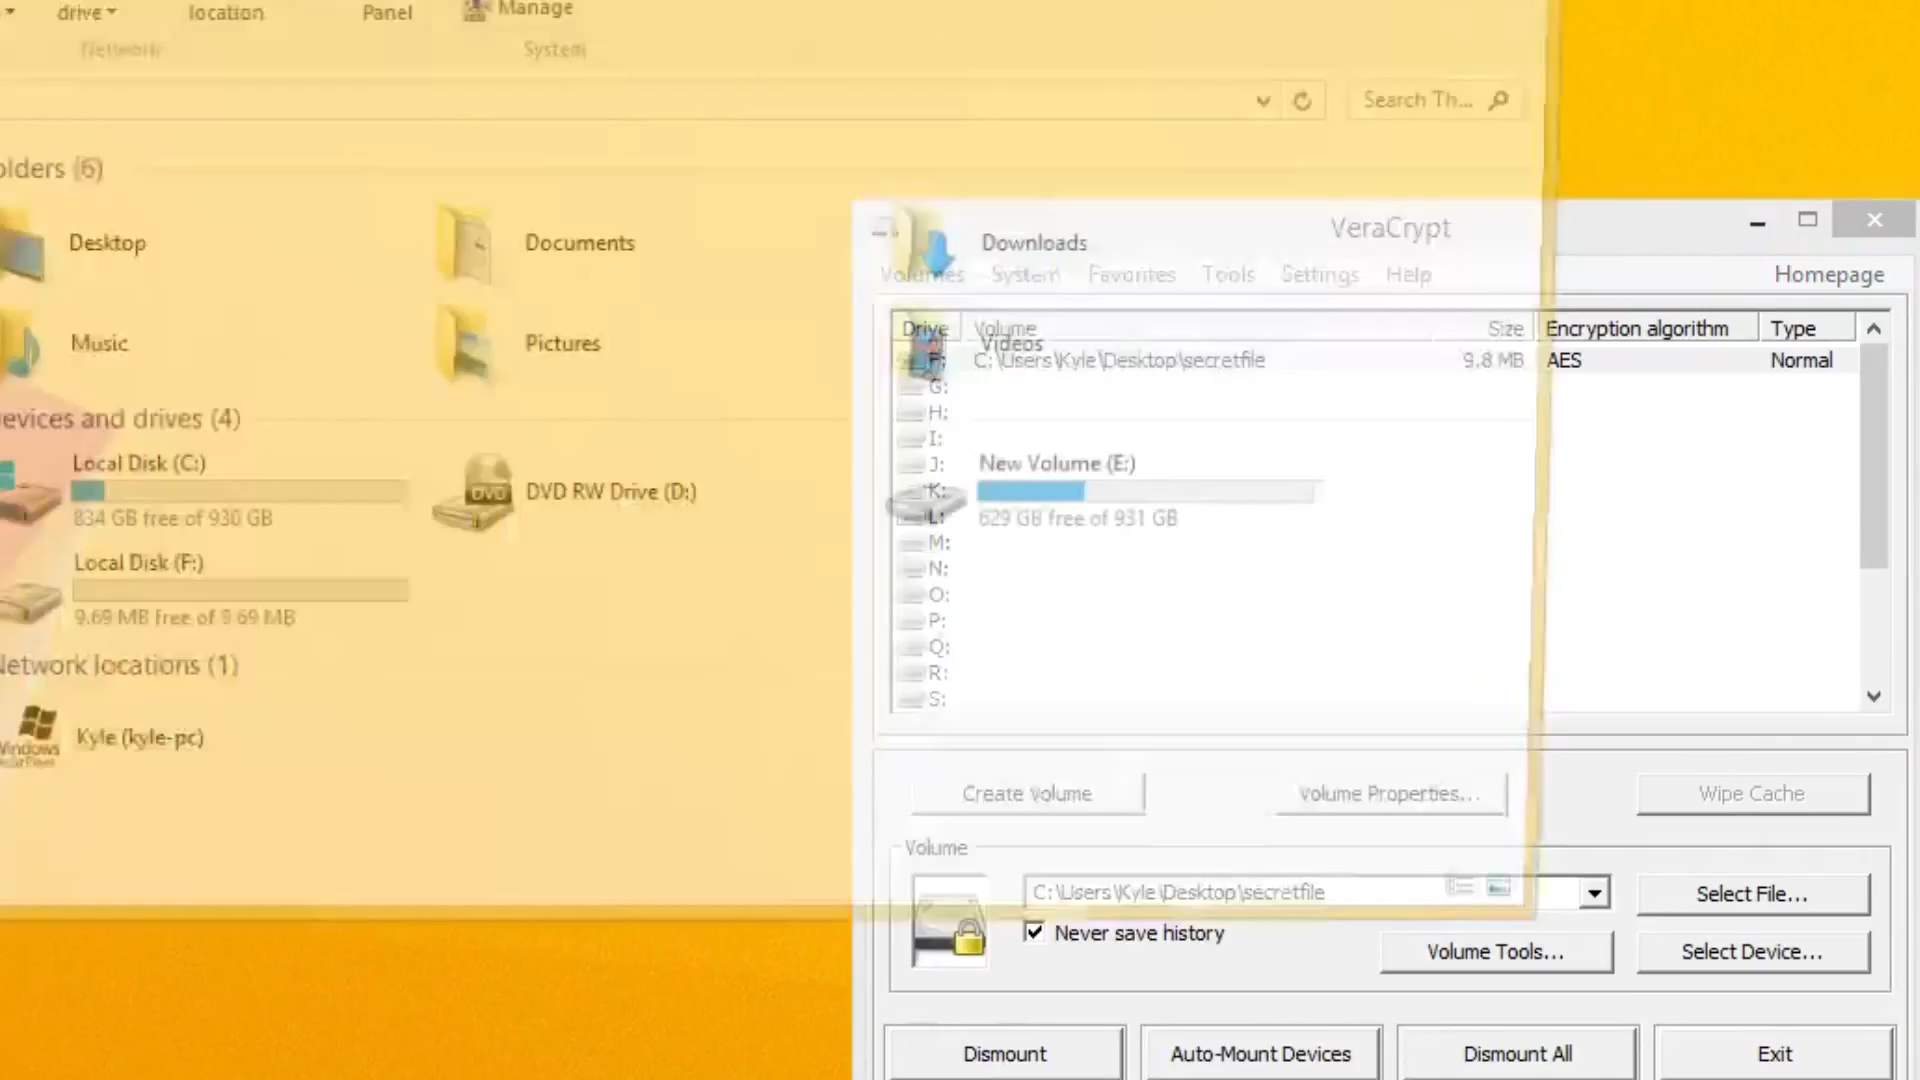 drive
location
Panel
Manage
Network
System
Search Th...
olders (6)
Desktop
Documents
Downloads
Music
Pictures
Videos
evices and drives (4)
Local Disk (C:)
834 GB free of 930 GB
DVD RW Drive (D:)
New Volume (E:)
629 GB free of 931 GB
Local Disk (F:)
9.69 MB free of 9.69 MB
Network locations (1)
Kyle (kyle-pc)
VeraCrypt
Volumes System Favorites Tools Settings Help Homepage
Drive Volume Size Encryption algorithm Type
F: C:\Users\Kyle\Desktop\secretfile 9.8 MB AES Normal
G:
H:
I:
J:
K:
L:
M:
N:
O:
P:
Q:
R:
S:
Create Volume
Volume Properties...
Wipe Cache
Volume
C:\Users\Kyle\Desktop\secretfile
Select File...
Never save history
Volume Tools...
Select Device...
Dismount
Auto-Mount Devices
Dismount All
Exit